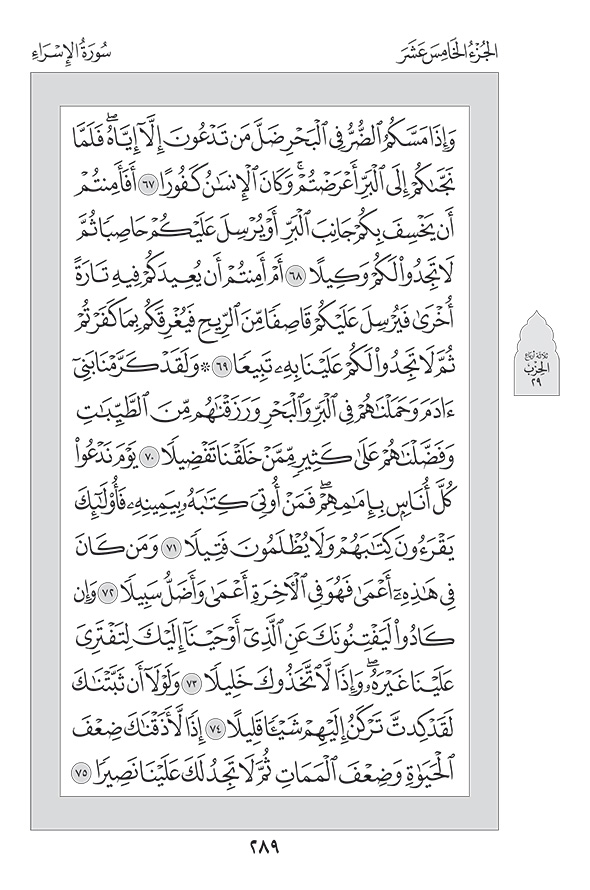 الجُزْءُ الخَامِسَ عَشَرَ
سُورَةُ الإِسْرَاءِ
وَإِذَا مَسَّكُمُ ٱلضُّرُّ فِي ٱلْبَحْرِ ضَلَّ مَن تَدْعُونَ إِلَّآ إِيَّاهُۖ فَلَمَّا
نَجَّىٰكُمْ إِلَى ٱلْبَرِّ أَعْرَضْتُمْۚ وَكَانَ ٱلْإِنسَٰنُ كَفُورًا ٦٧ أَفَأَمِنتُمْ
أَن يَخْسِفَ بِكُمْ جَانِبَ ٱلْبَرِّ أَوْ يُرْسِلَ عَلَيْكُمْ حَاصِبًا ثُمَّ
لَا تَجِدُوا۟ لَكُمْ وَكِيلًا ٦٨ أَمْ أَمِنتُمْ أَن يُعِيدَكُمْ فِيهِ تَارَةً
أُخْرَىٰ فَيُرْسِلَ عَلَيْكُمْ قَاصِفًا مِّنَ ٱلرِّيحِ فَيُغْرِقَكُم بِمَا كَفَرْتُمْ
ثُمَّ لَا تَجِدُوا۟ لَكُمْ عَلَيْنَا بِهِۦ تَبِيعًا ٦٩ ۞ وَلَقَدْ كَرَّمْنَا بَنِىٓ
ءَادَمَ وَحَمَلْنَٰهُمْ فِي ٱلْبَرِّ وَٱلْبَحْرِ وَرَزَقْنَٰهُم مِّنَ ٱلطَّيِّبَٰتِ
وَفَضَّلْنَٰهُمْ عَلَىٰ كَثِيرٍ مِّمَّنْ خَلَقْنَا تَفْضِيلًا ٧٠ يَوْمَ نَدْعُوا۟
كُلَّ أُنَاسٍۭ بِإِمَٰمِهِمْۖ فَمَنْ أُوتِىَ كِتَٰبَهُۥ بِيَمِينِهِۦ فَأُو۟لَٰٓئِكَ
يَقْرَءُونَ كِتَٰبَهُمْ وَلَا يُظْلَمُونَ فَتِيلًا ٧١ وَمَن كَانَ
فِي هَٰذِهِۦٓ أَعْمَىٰ فَهُوَ فِي ٱلْءَاخِرَةِ أَعْمَىٰ وَأَضَلُّ سَبِيلًا ٧٢ وَإِن
كَادُوا۟ لَيَفْتِنُونَكَ عَنِ ٱلَّذِىٓ أَوْحَيْنَآ إِلَيْكَ لِتَفْتَرِىَ
عَلَيْنَا غَيْرَهُۥۖ وَإِذًا لَّٱتَّخَذُوكَ خَلِيلًا ٧٣ وَلَوْلَآ أَن ثَبَّتْنَٰكَ
لَقَدْ كِدتَّ تَرْكَنُ إِلَيْهِمْ شَيْـًٔا قَلِيلًا ٧٤ إِذًا لَّأَذَقْنَٰكَ ضِعْفَ
ٱلْحَيَوٰةِ وَضِعْفَ ٱلْمَمَاتِ ثُمَّ لَا تَجِدُ لَكَ عَلَيْنَا نَصِيرًا ٧٥
ثلاثة أرباع
الحزب
٢٩
٢٨٩